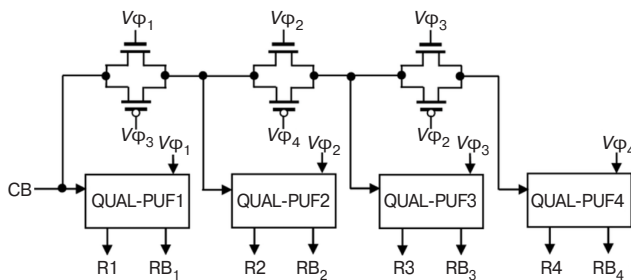 Vφ₁ Vφ₂ Vφ₃
Vφ₃ Vφ₄ Vφ₂
Vφ₁ Vφ₂ Vφ₃ Vφ₄
CB QUAL-PUF1 QUAL-PUF2 QUAL-PUF3 QUAL-PUF4
R1 RB₁ R2 RB₂ R3 RB₃ R4 RB₄